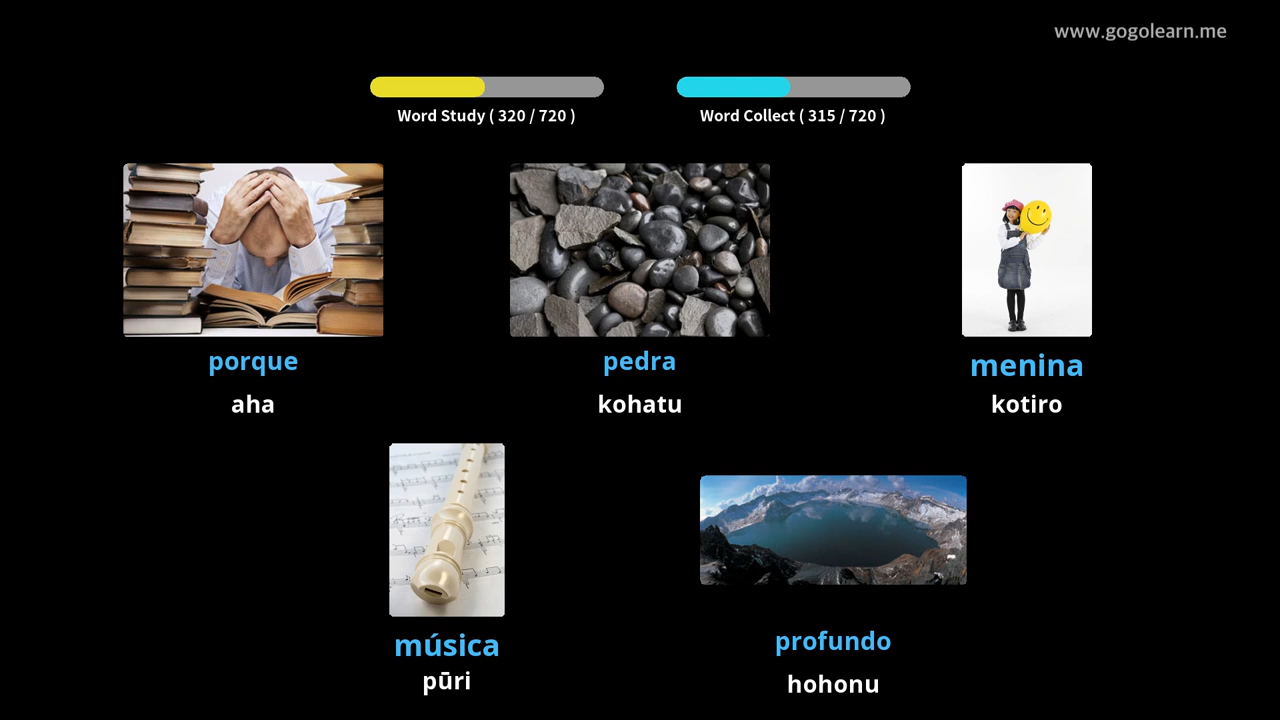 www.gogolearn.me
Word Study ( 320 / 720 )
Word Collect ( 315 / 720 )
porque
aha
pedra
kohatu
menina
kotiro
música
pūri
profundo
hohonu